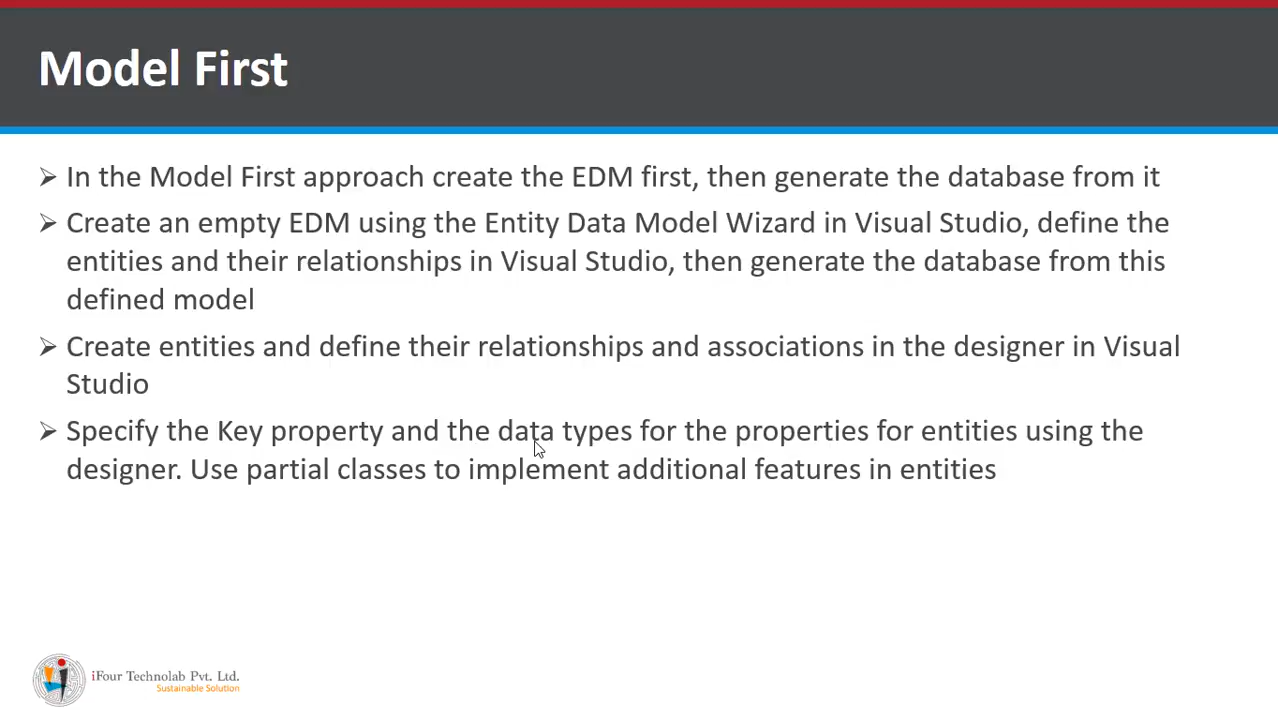 Model First
➢ In the Model First approach create the EDM first, then generate the database from it
➢ Create an empty EDM using the Entity Data Model Wizard in Visual Studio, define the
entities and their relationships in Visual Studio, then generate the database from this
defined model
➢ Create entities and define their relationships and associations in the designer in Visual
Studio
➢ Specify the Key property and the data types for the properties for entities using the
designer. Use partial classes to implement additional features in entities
iFour Technolab Pvt. Ltd.
Sustainable Solution